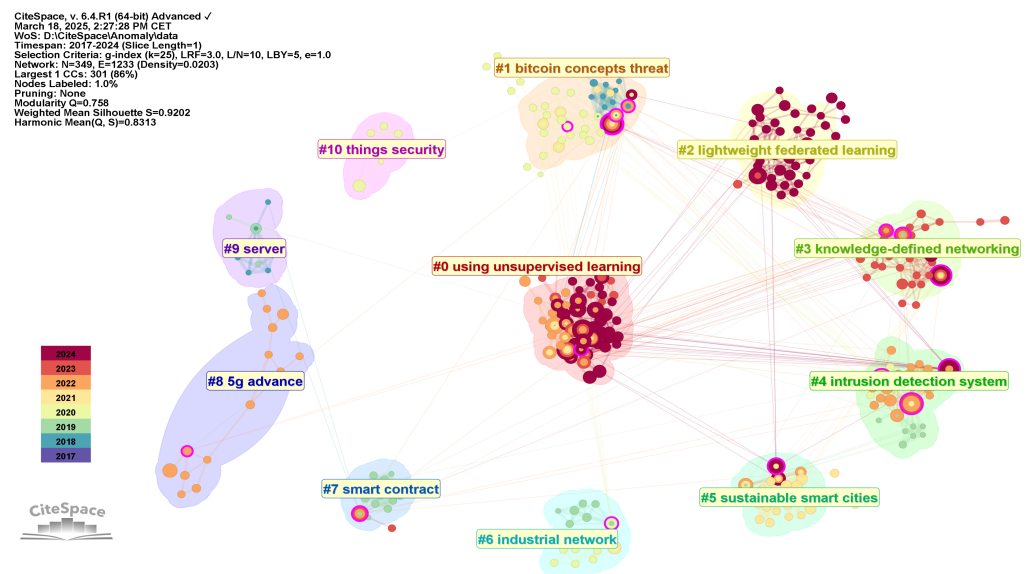 CiteSpace, v. 6.4.R1 (64-bit) Advanced ✓
March 18, 2025, 2:27:28 PM CET
WoS: D:\CiteSpace\Anomaly\data
Timespan: 2017-2024 (Slice Length=1)
Selection Criteria: g-index (k=25), LRF=3.0, L/N=10, LBY=5, e=1.0
Network: N=349, E=1233 (Density=0.0203)
Largest 1 CCs: 301 (86%)
Nodes Labeled: 1.0%
Pruning: None
Modularity Q=0.758
Weighted Mean Silhouette S=0.9202
Harmonic Mean(Q, S)=0.8313
#1 bitcoin concepts threat
#10 things security
#2 lightweight federated learning
#9 server
#3 knowledge-defined networking
#0 using unsupervised learning
#8 5g advance
#4 intrusion detection system
#7 smart contract
#5 sustainable smart cities
#6 industrial network
2024
2023
2022
2021
2020
2019
2018
2017
CiteSpace